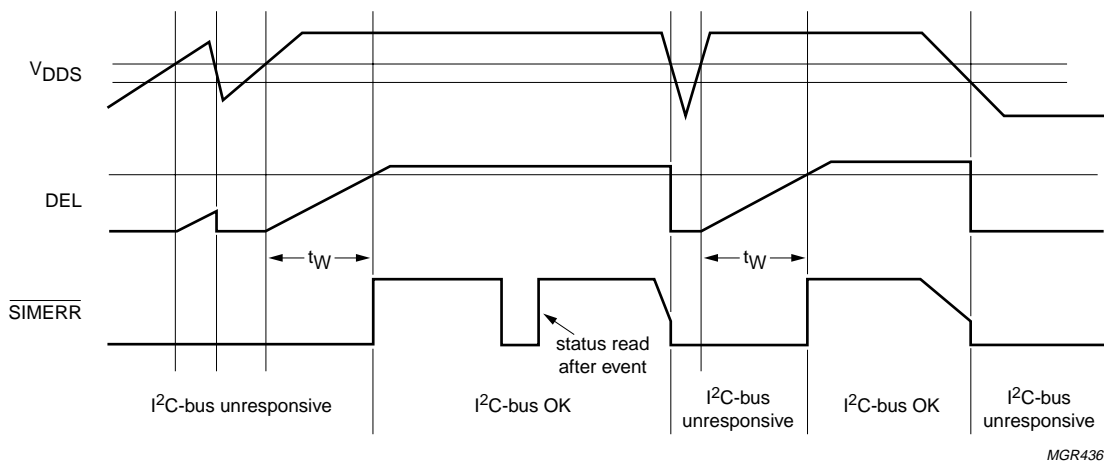 VDDS
DEL
tW
tW
SIMERR
status read
after event
I2C-bus unresponsive
I2C-bus OK
I2C-bus
unresponsive
I2C-bus OK
I2C-bus
unresponsive
MGR436